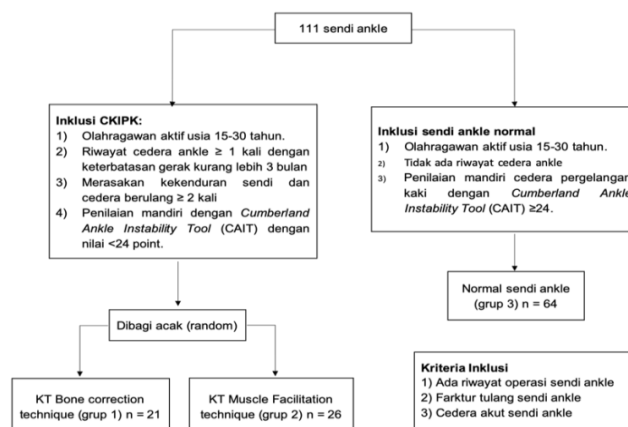 111 sendi ankle
Inklusi CKIPK:
1) Olahragawan aktif usia 15-30 tahun.
2) Riwayat cedera ankle ≥ 1 kali dengan
keterbatasan gerak kurang lebih 3 bulan
3) Merasakan kekenduran sendi dan
cedera berulang ≥ 2 kali
4) Penilaian mandiri dengan Cumberland
Ankle Instability Tool (CAIT) dengan
nilai <24 point.
Inklusi sendi ankle normal
1) Olahragawan aktif usia 15-30 tahun.
2) Tidak ada riwayat cedera ankle
3) Penilaian mandiri cedera pergelangan
kaki dengan Cumberland Ankle
Instability Tool (CAIT) ≥24.
Normal sendi ankle
(grup 3) n = 64
Dibagi acak (random)
KT Bone correction
technique (grup 1) n = 21
KT Muscle Facilitation
technique (grup 2) n = 26
Kriteria Inklusi
1) Ada riwayat operasi sendi ankle
2) Farktur tulang sendi ankle
3) Cedera akut sendi ankle